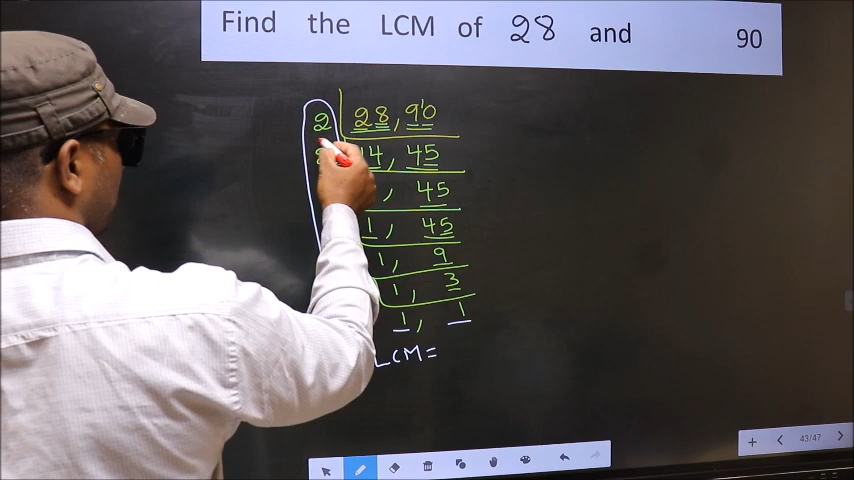 Find the LCM of 28 and 90
2 28, 90
2 14, 45
, 45
1, 45
1, 9
1, 3
1, 1
LCM=
43/47